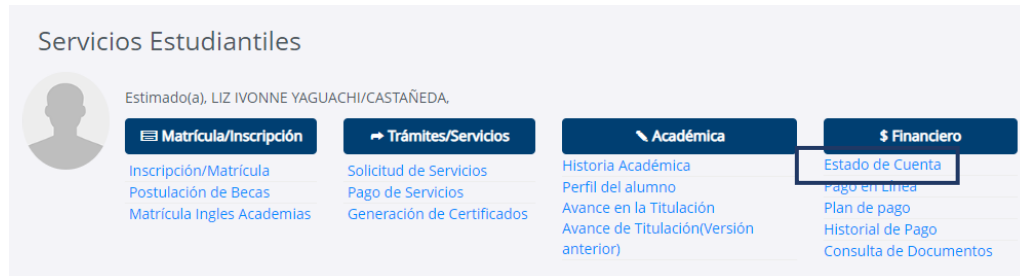 Servicios Estudiantiles
Estimado(a), LIZ IVONNE YAGUACHI/CASTAÑEDA,
Matrícula/Inscripción
Inscripción/Matrícula
Postulación de Becas
Matrícula Ingles Academias
Trámites/Servicios
Solicitud de Servicios
Pago de Servicios
Generación de Certificados
Académica
Historia Académica
Perfil del alumno
Avance en la Titulación
Avance de Titulación(Versión
anterior)
$ Financiero
Estado de Cuenta
Pago en Línea
Plan de pago
Historial de Pago
Consulta de Documentos